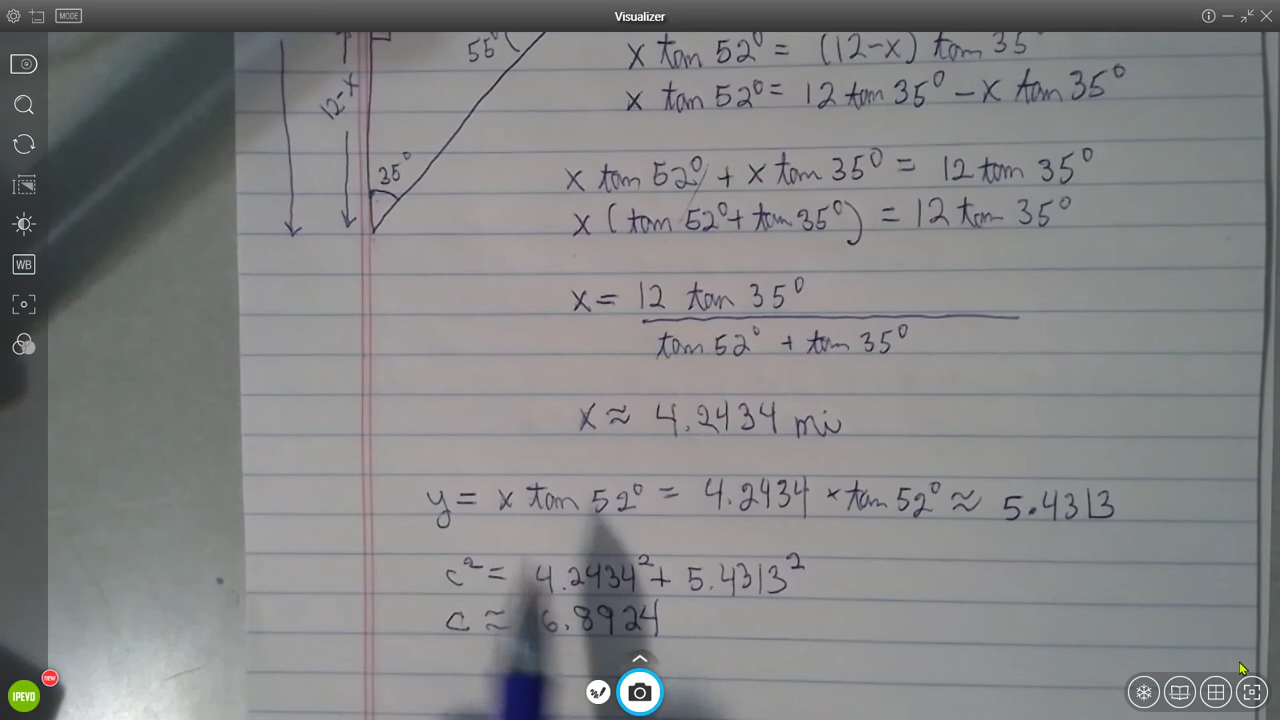 Visualizer
MODE
WB
IPEVO
new
55°
12-x
35°
x tan 52° = (12-x) tan 35°
x tan 52° = 12 tan 35° - x tan 35°
x tan 52° + x tan 35° = 12 tan 35°
x (tan 52° + tan 35°) = 12 tan 35°
x = 12 tan 35°
tan 52° + tan 35°
x ≈ 4.2434 mi
y = x tan 52° = 4.2434 × tan 52° ≈ 5.4313
c² = 4.2434² + 5.4313²
c ≈ 6.8924